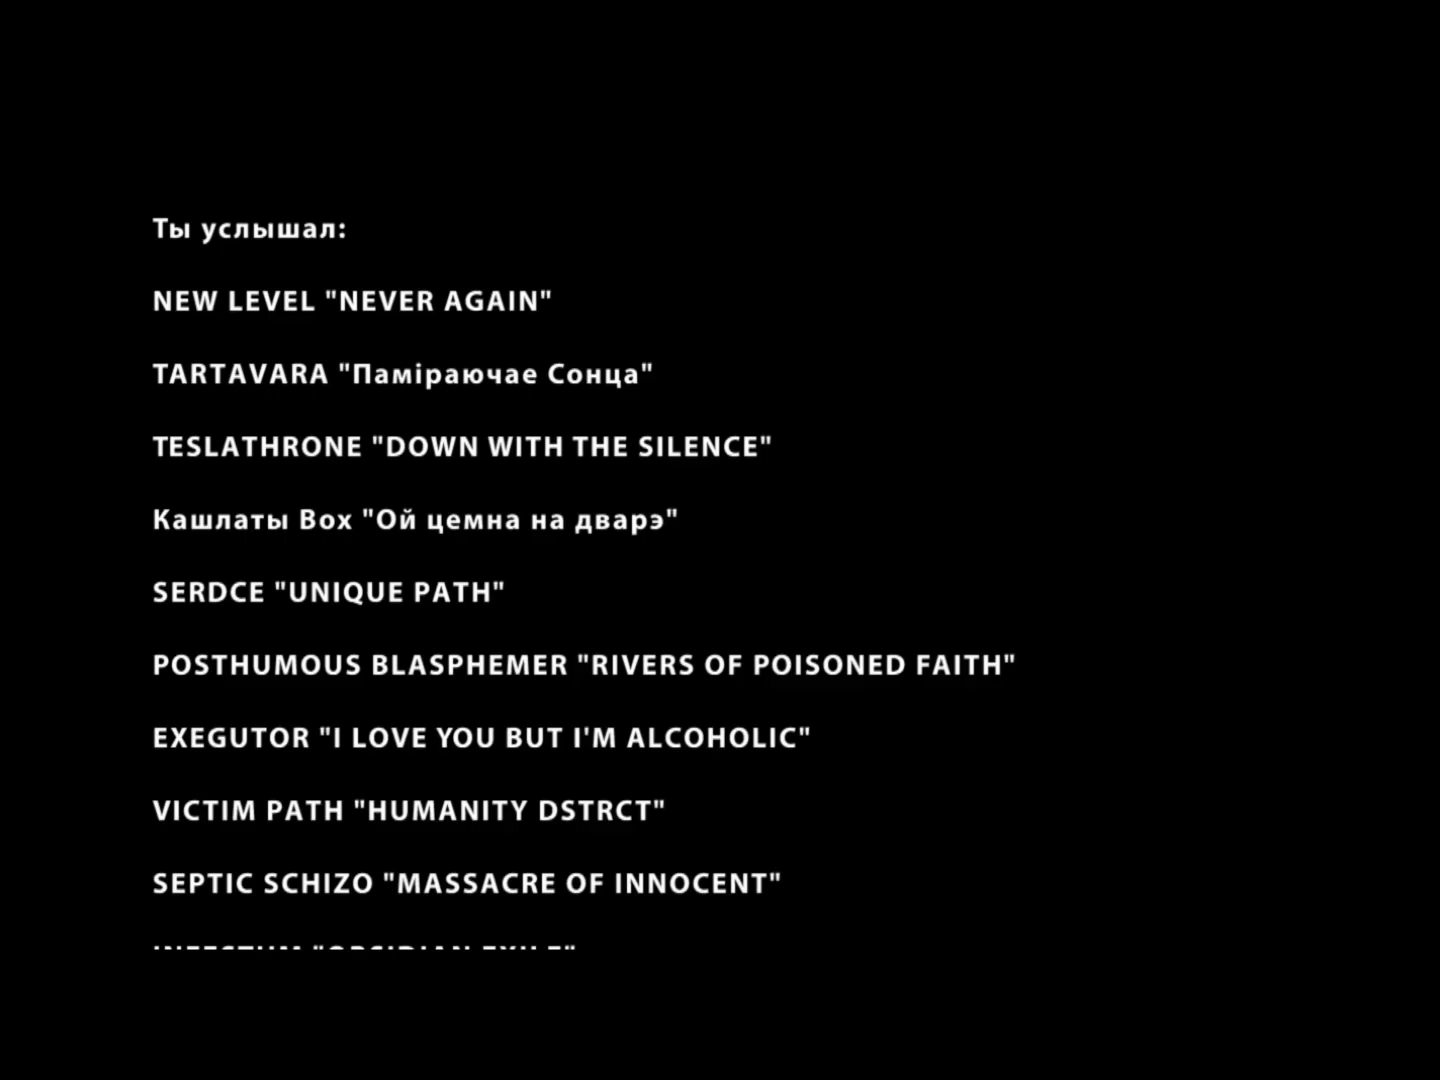 Ты услышал:
NEW LEVEL "NEVER AGAIN"
TARTAVARA "Паміраючае Сонца"
TESLATHRONE "DOWN WITH THE SILENCE"
Кашлаты Вох "Ой цемна на дварэ"
SERDCE "UNIQUE PATH"
POSTHUMOUS BLASPHEMER "RIVERS OF POISONED FAITH"
EXEGUTOR "I LOVE YOU BUT I'M ALCOHOLIC"
VICTIM PATH "HUMANITY DSTRCT"
SEPTIC SCHIZO "MASSACRE OF INNOCENT"